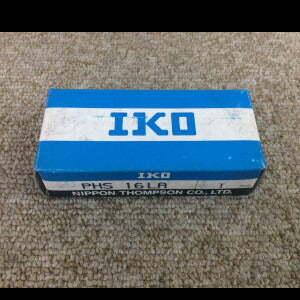 IKO
IKO
PHS 16LA 1
NIPPON THOMPSON CO., LTD.